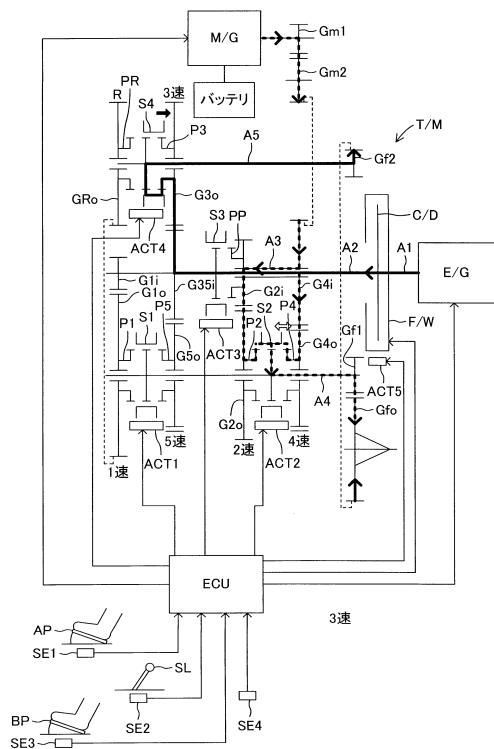 M/G
Gm1
Gm2
バッテリ
R
PR
S4
3速
P3
A5
T/M
Gf2
GRo
ACT4
G3o
S3
PP
A3
C/D
A2
A1
E/G
G1i
G1o
G35i
G2i
G4i
F/W
P1
S1
P5
G5o
ACT3
P2
S2
P4
G4o
Gf1
ACT5
A4
Gfo
G2o
1速
ACT1
5速
2速
ACT2
4速
ECU
3速
AP
SE1
SL
SE2
SE4
BP
SE3